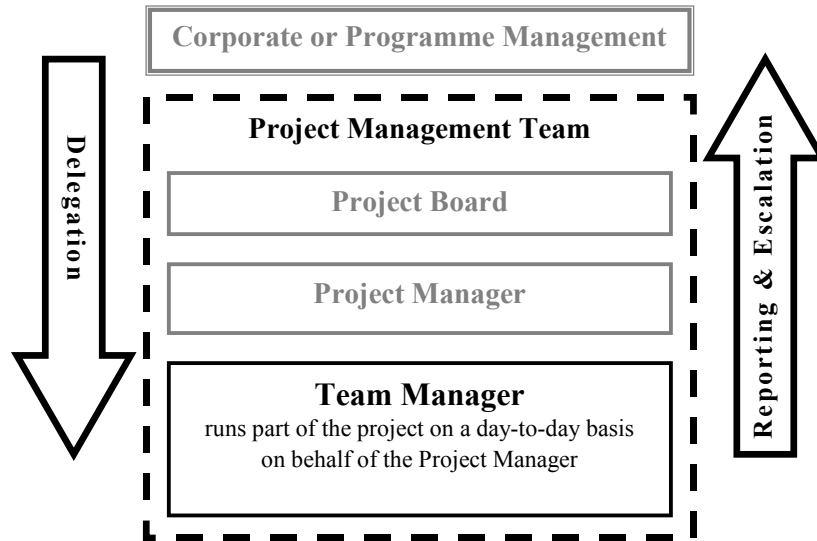 Corporate or Programme Management
Delegation
Project Management Team
Project Board
Project Manager
Team Manager
runs part of the project on a day-to-day basis
on behalf of the Project Manager
Reporting & Escalation